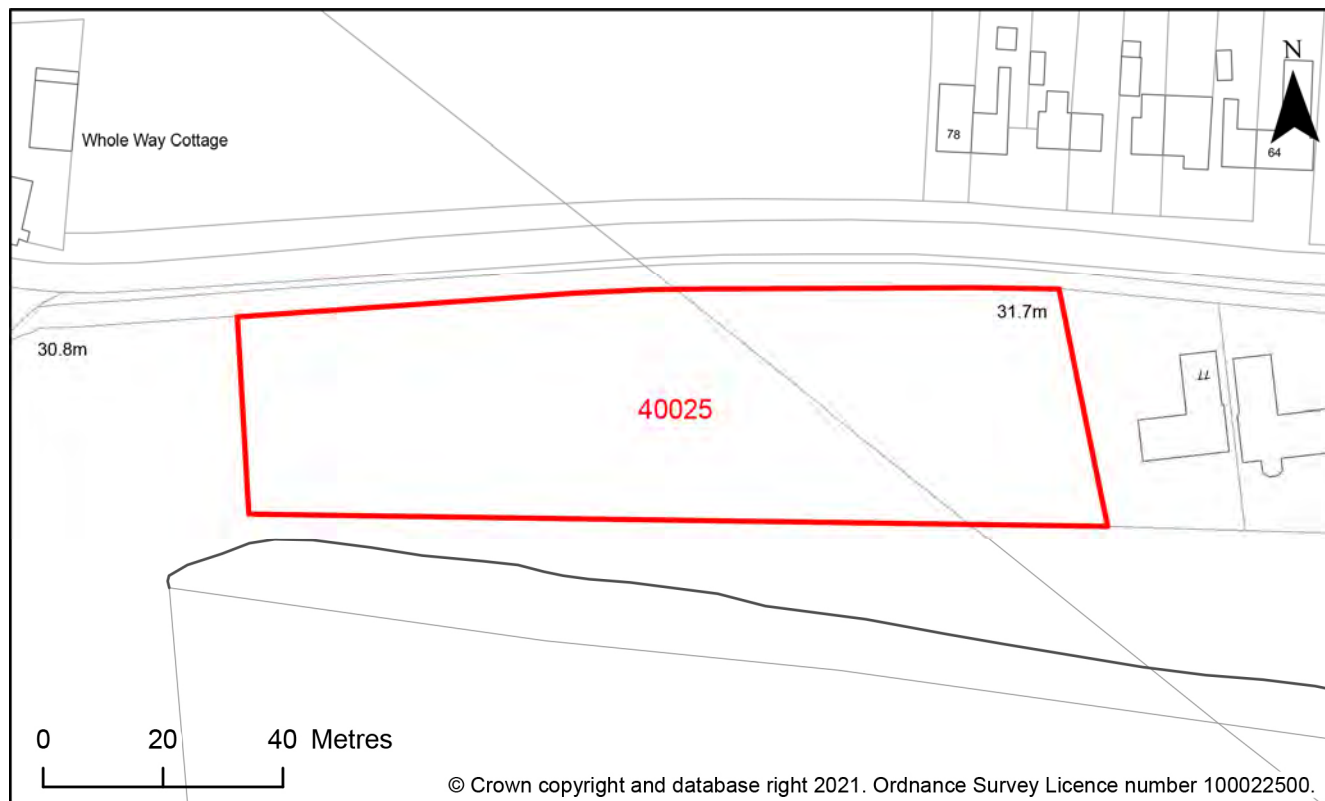 N
78
64
Whole Way Cottage
31.7m
30.8m
40025
0 20 40 Metres
© Crown copyright and database right 2021. Ordnance Survey Licence number 100022500.